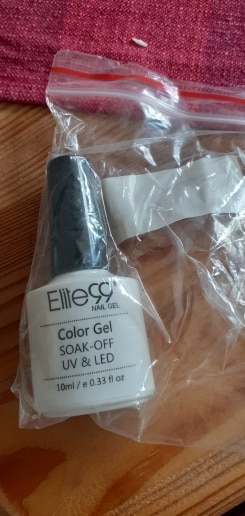 Elite99
NAIL GEL
Color Gel
SOAK-OFF
UV & LED
10ml / e 0.33 fl oz